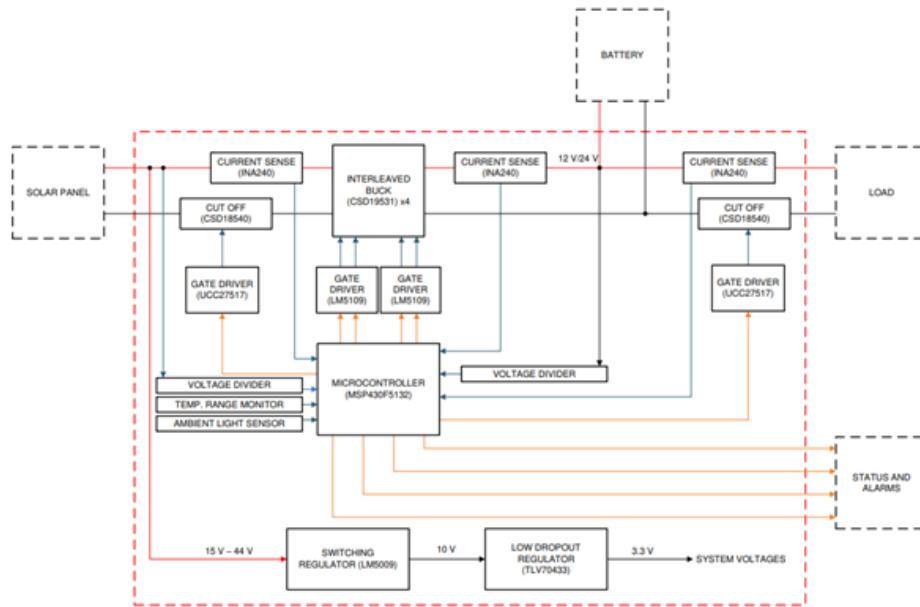 BATTERY
SOLAR PANEL
CURRENT SENSE
(INA240)
INTERLEAVED
BUCK
(CSD19531) x4
CURRENT SENSE
(INA240)
12 V/24 V
CURRENT SENSE
(INA240)
LOAD
CUT OFF
(CSD18540)
CUT OFF
(CSD18540)
GATE DRIVER
(UCC27517)
GATE
DRIVER
(LM5109)
GATE
DRIVER
(LM5109)
GATE DRIVER
(UCC27517)
VOLTAGE DIVIDER
TEMP. RANGE MONITOR
AMBIENT LIGHT SENSOR
MICROCONTROLLER
(MSP430F5132)
VOLTAGE DIVIDER
STATUS AND
ALARMS
15 V – 44 V
SWITCHING
REGULATOR (LM5009)
10 V
LOW DROPOUT
REGULATOR
(TLV70433)
3.3 V
SYSTEM VOLTAGES